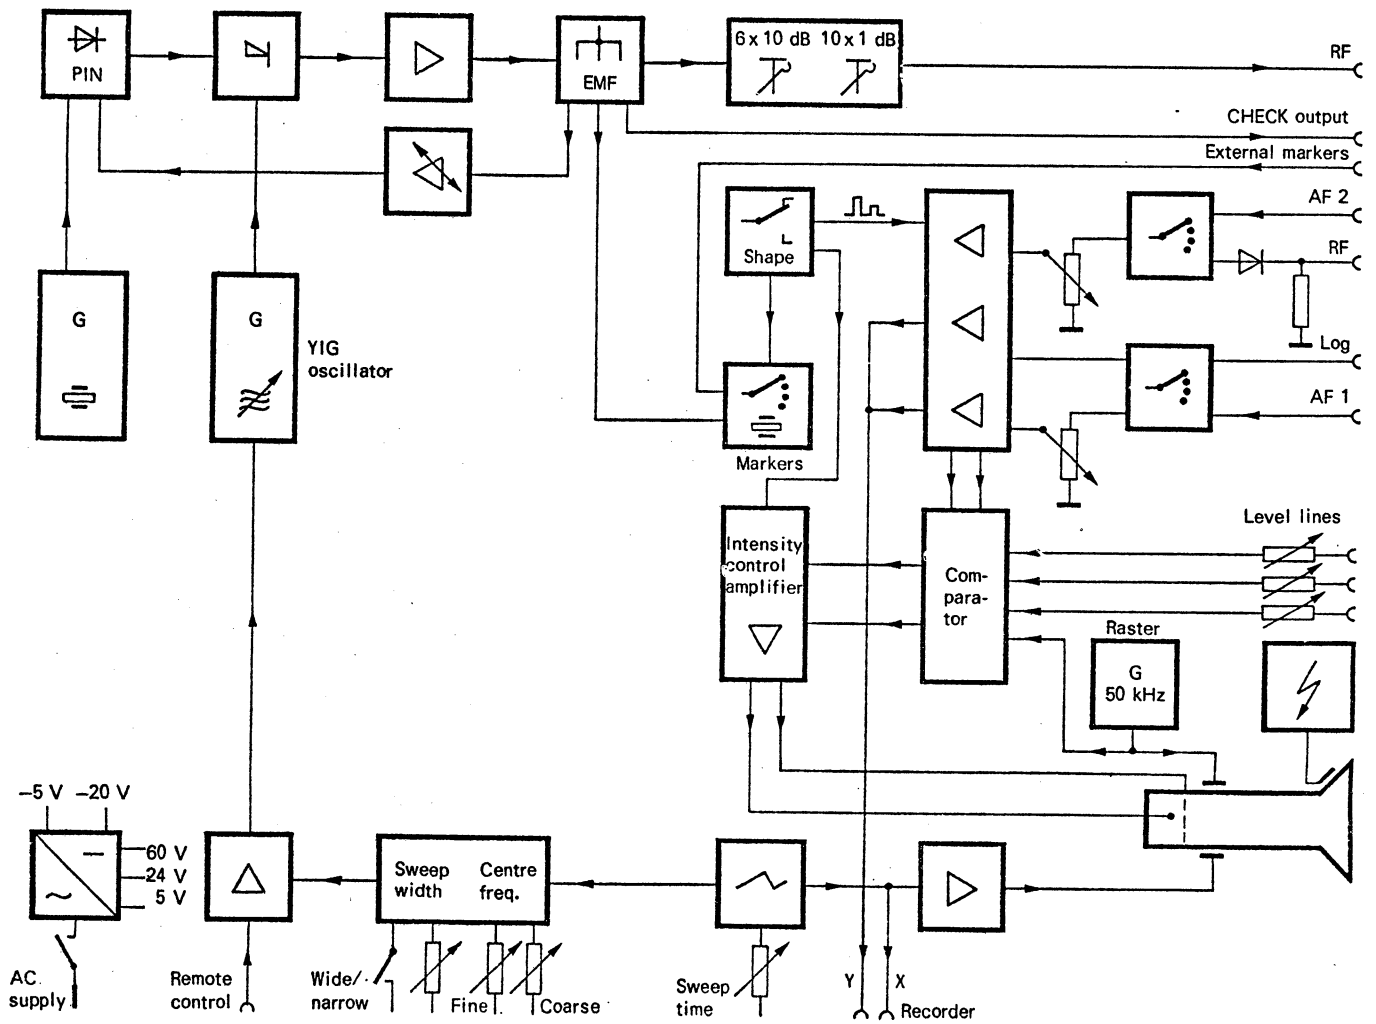 PIN
EMF
6 x 10 dB 10 x 1 dB
RF
CHECK output
External markers
AF 2
RF
Log
AF 1
Shape
G
G
YIG
oscillator
Markers
Level lines
Intensity
control
amplifier
Com-
para-
tor
Raster
G
50 kHz
−5 V −20 V
60 V
24 V
5 V
Sweep
width
Centre
freq.
AC
supply
Remote
control
Wide/
narrow
Fine
Coarse
Sweep
time
Y
X
Recorder